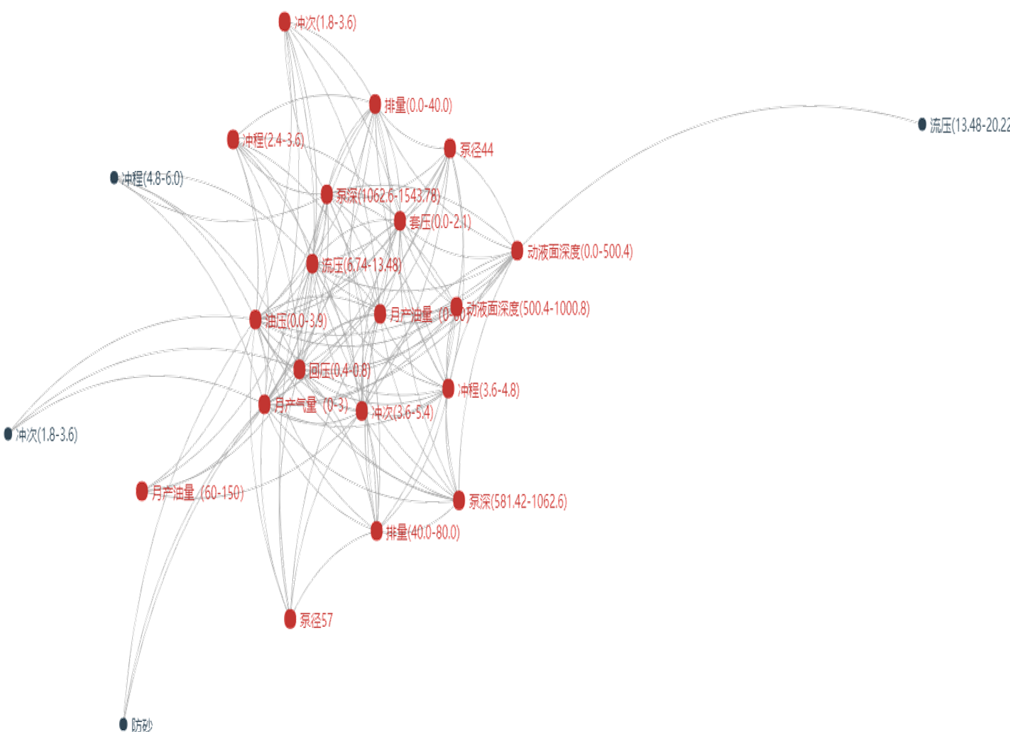 冲次(1.8-3.6)
排量(0.0-40.0)
冲程(2.4-3.6)
泵径44
冲程(4.8-6.0)
泵深(1062.6-1543.78)
套压(0.0-2.1)
流压(13.48-20.22
动液面深度(0.0-500.4)
流压(6.74-13.48)
动液面深度(500.4-1000.8)
月产油量（0-60）
油压(0.0-3.9)
回压(0.4-0.8)
冲程(3.6-4.8)
月产气量（0-3）
冲次(3.6-5.4)
冲次(1.8-3.6)
月产油量（60-150）
泵深(581.42-1062.6)
排量(40.0-80.0)
泵径57
防砂